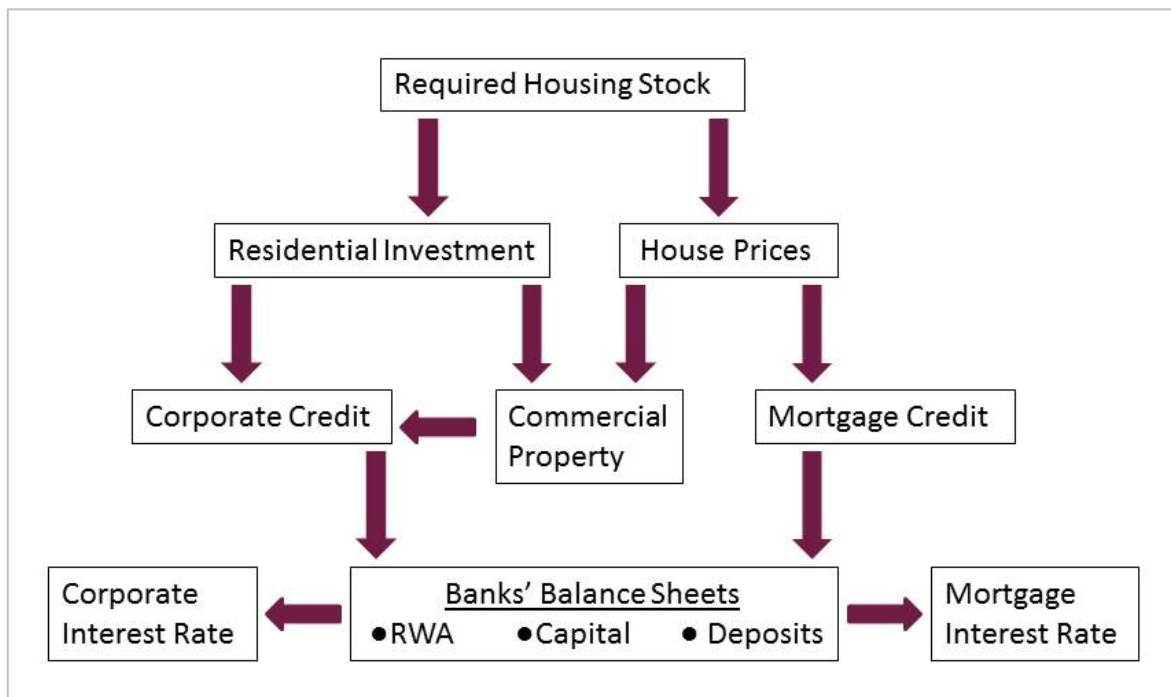 Required Housing Stock
Residential Investment
House Prices
Corporate Credit
Commercial
Property
Mortgage Credit
Corporate
Interest Rate
Banks’ Balance Sheets
●RWA ●Capital ● Deposits
Mortgage
Interest Rate